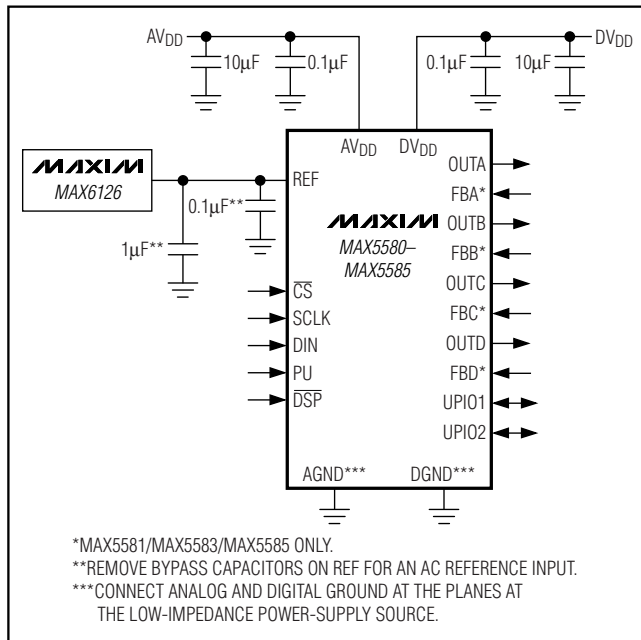 AVDD
DVDD
10µF
0.1µF
0.1µF
10µF
AVDD
DVDD
MAXIM
MAX6126
REF
0.1µF**
1µF**
MAXIM
MAX5580–
MAX5585
CS
SCLK
DIN
PU
DSP
OUTA
FBA*
OUTB
FBB*
OUTC
FBC*
OUTD
FBD*
UPIO1
UPIO2
AGND***
DGND***
*MAX5581/MAX5583/MAX5585 ONLY.
**REMOVE BYPASS CAPACITORS ON REF FOR AN AC REFERENCE INPUT.
***CONNECT ANALOG AND DIGITAL GROUND AT THE PLANES AT
THE LOW-IMPEDANCE POWER-SUPPLY SOURCE.